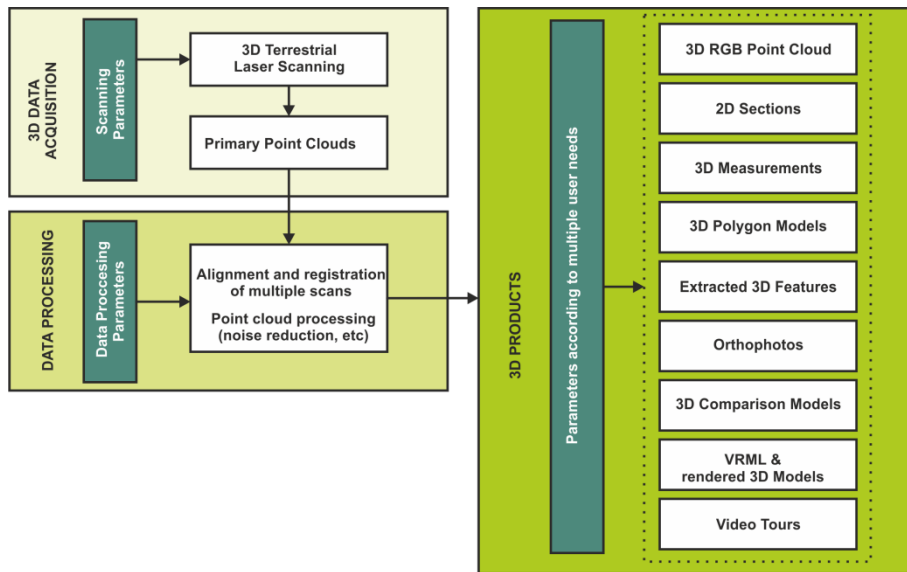 3D DATA
ACQUISITION
Scanning
Parameters
3D Terrestrial
Laser Scanning
Primary Point Clouds
DATA PROCESSING
Data Proccesing
Parameters
Alignment and registration
of multiple scans
Point cloud processing
(noise reduction, etc)
3D PRODUCTS
Parameters according to multiple user needs
3D RGB Point Cloud
2D Sections
3D Measurements
3D Polygon Models
Extracted 3D Features
Orthophotos
3D Comparison Models
VRML &
rendered 3D Models
Video Tours